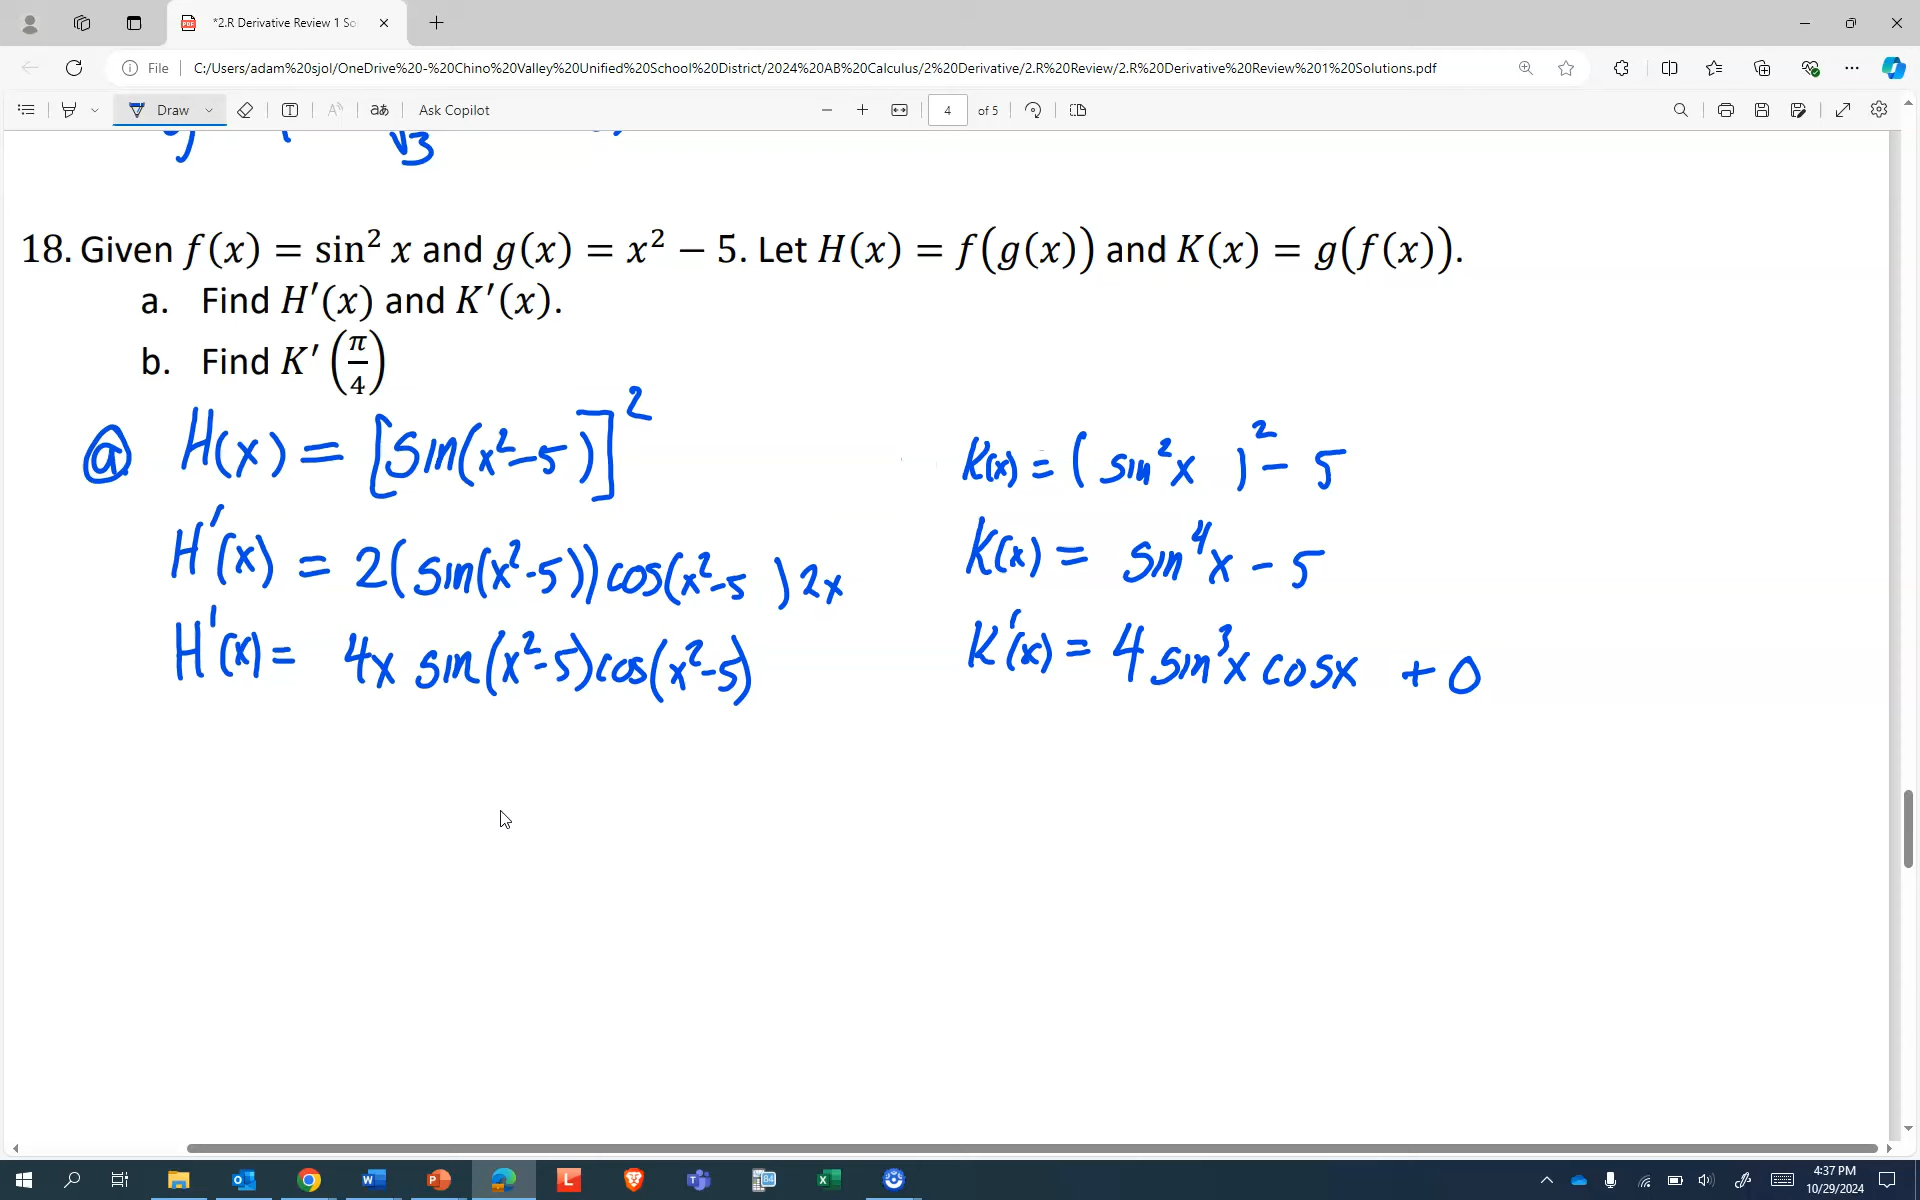 *2.R Derivative Review 1 So
File
C:/Users/adam%20sjol/OneDrive%20-%20Chino%20Valley%20Unified%20School%20District/2024%20AB%20Calculus/2%20Derivative/2.R%20Review/2.R%20Derivative%20Review%201%20Solutions.pdf
Draw
aあ
Ask Copilot
4 of 5
√3
18. Given f(x) = sin² x and g(x) = x² − 5. Let H(x) = f(g(x)) and K(x) = g(f(x)).
a. Find H′(x) and K′(x).
b. Find K′(π/4)
ⓐ H(x) = [sin(x²-5)]²
H'(x) = 2(sin(x²-5))cos(x²-5 )2x
H'(x) = 4x sin(x²-5)cos(x²-5)
K(x) = ( sin²x )² - 5
K(x) = sin⁴x - 5
K'(x) = 4 sin³x cosx + 0
4:37 PM
10/29/2024